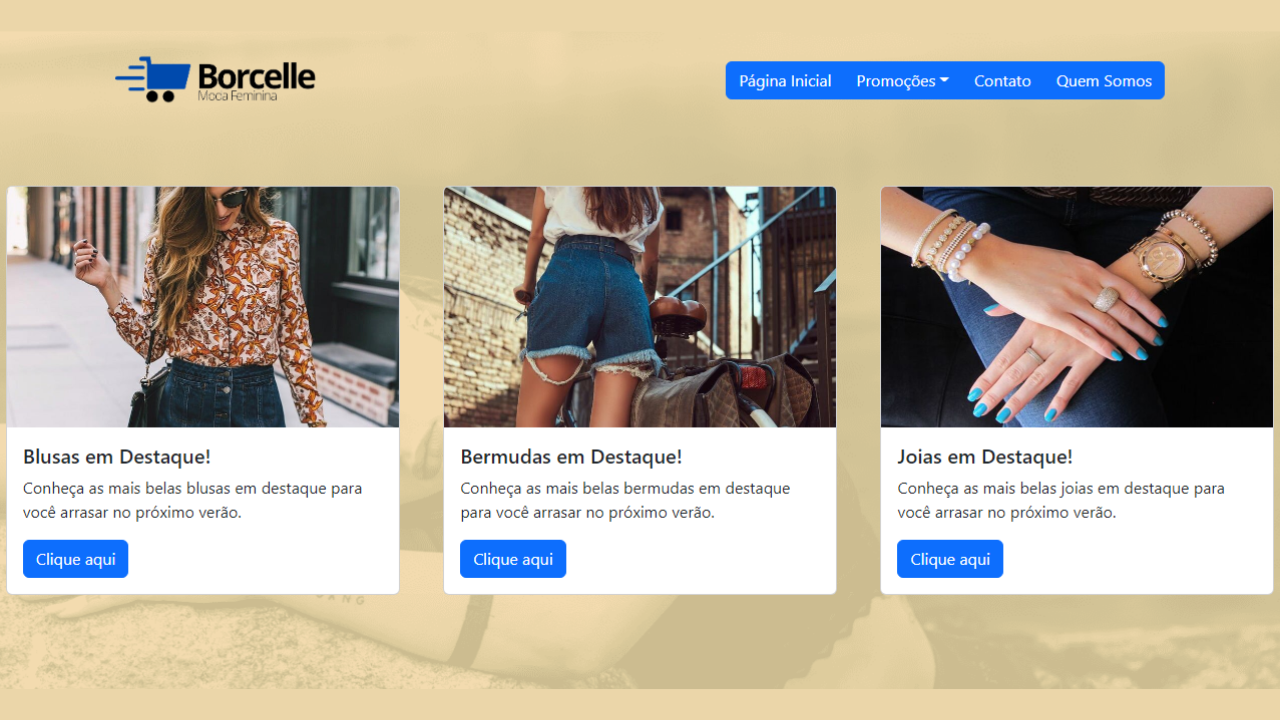 Borcelle
Moda Feminina
Página Inicial
Promoções
Contato
Quem Somos
Blusas em Destaque!
Conheça as mais belas blusas em destaque para
você arrasar no próximo verão.
Clique aqui
Bermudas em Destaque!
Conheça as mais belas bermudas em destaque
para você arrasar no próximo verão.
Clique aqui
Joias em Destaque!
Conheça as mais belas joias em destaque para
você arrasar no próximo verão.
Clique aqui